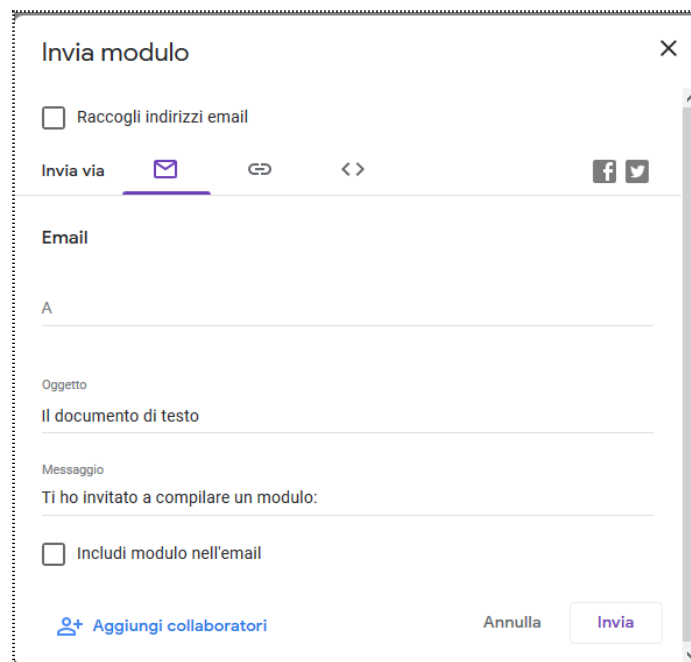 Invia modulo
Raccogli indirizzi email
Invia via
Email
A
Oggetto
Il documento di testo
Messaggio
Ti ho invitato a compilare un modulo:
Includi modulo nell'email
Aggiungi collaboratori Annulla Invia